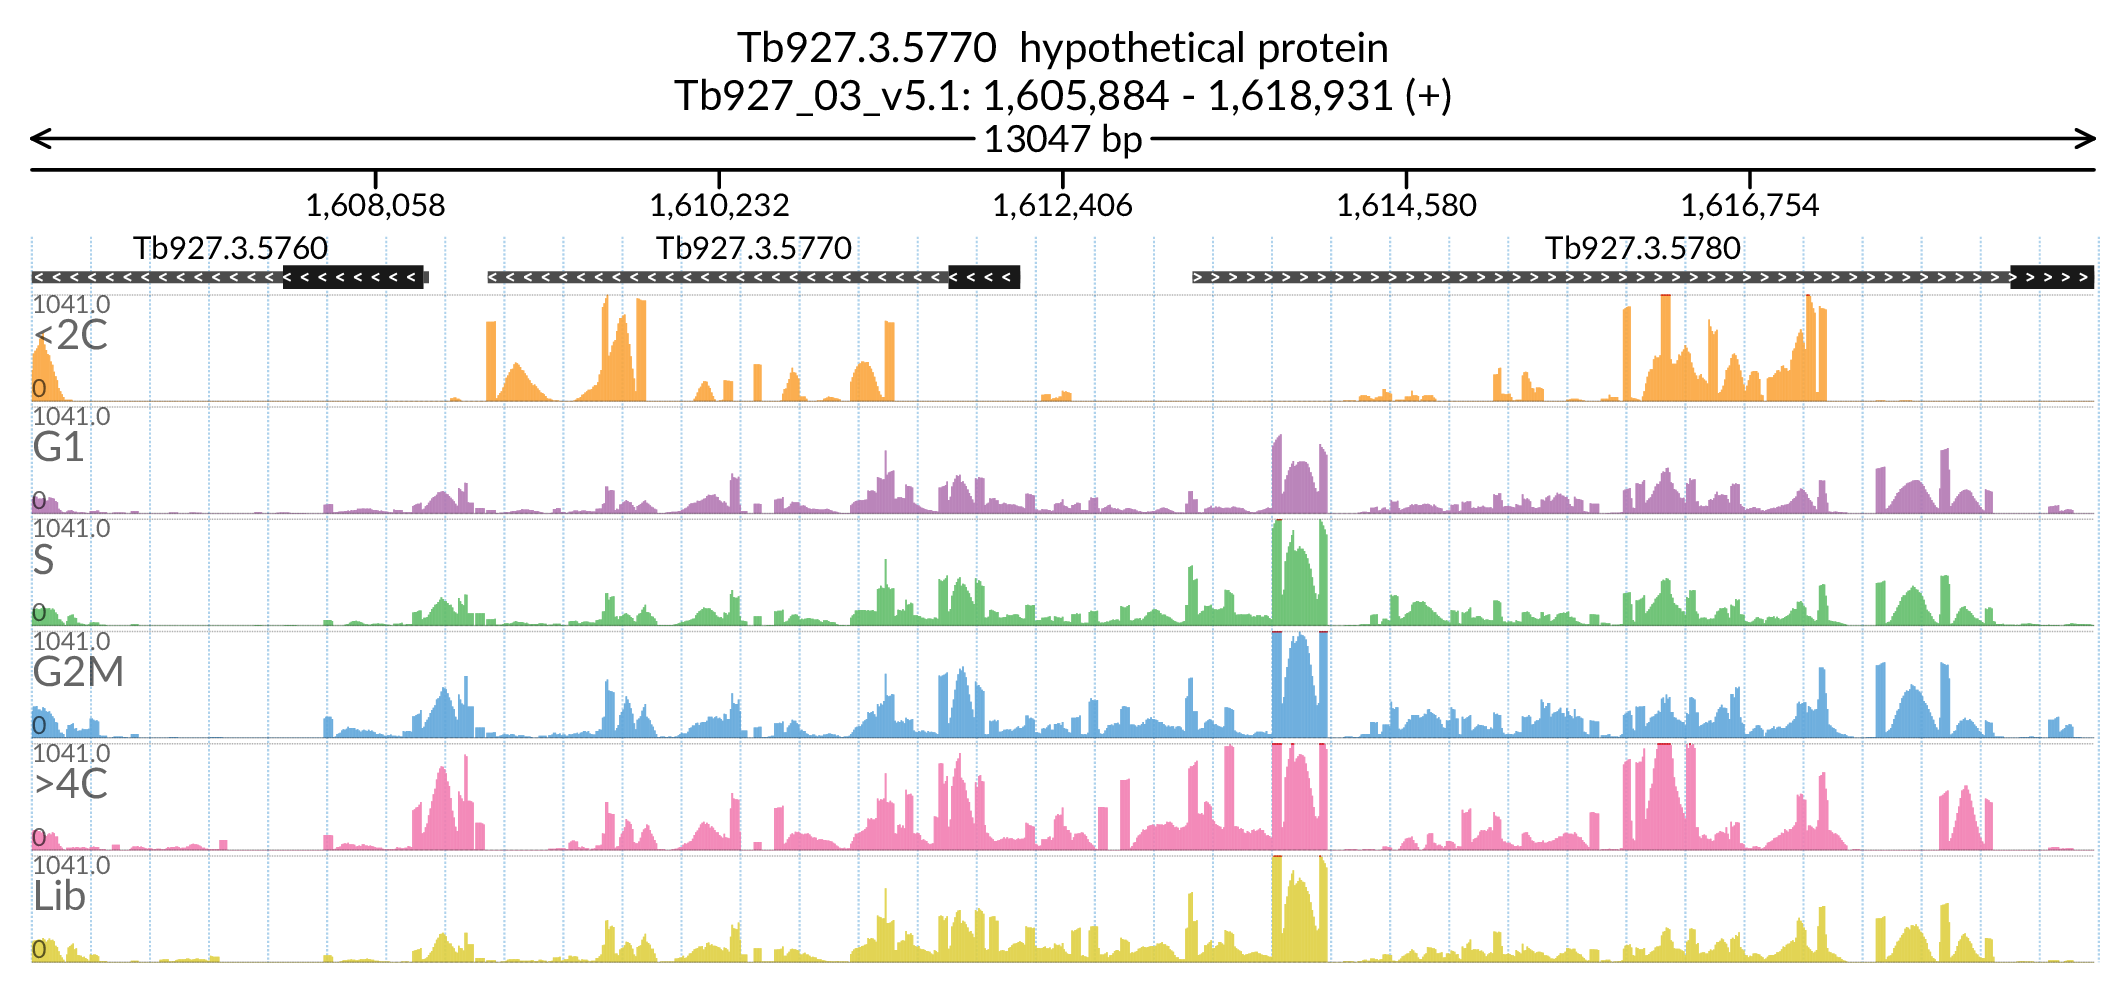 Tb927.3.5770  hypothetical protein
Tb927_03_v5.1: 1,605,884 - 1,618,931 (+)
13047 bp
1,608,058 1,610,232 1,612,406 1,614,580 1,616,754
Tb927.3.5760 Tb927.3.5770 Tb927.3.5780
1041.0
<2C
0
1041.0
G1
0
1041.0
S
0
1041.0
G2M
0
1041.0
>4C
0
1041.0
Lib
0